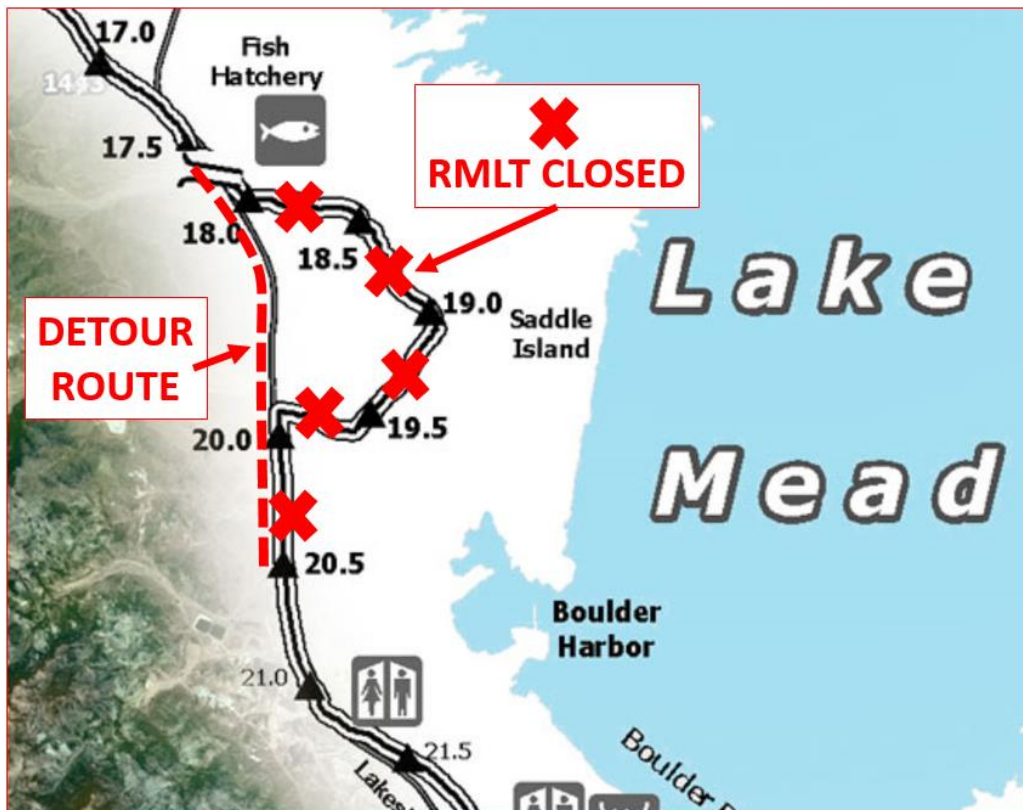 17.0
Fish
Hatchery
RMLT CLOSED
17.5
18.0
18.5
19.0
Saddle
Island
Lake
Mead
DETOUR
ROUTE
19.5
20.0
20.5
Boulder
Harbor
21.0
21.5
Boulder